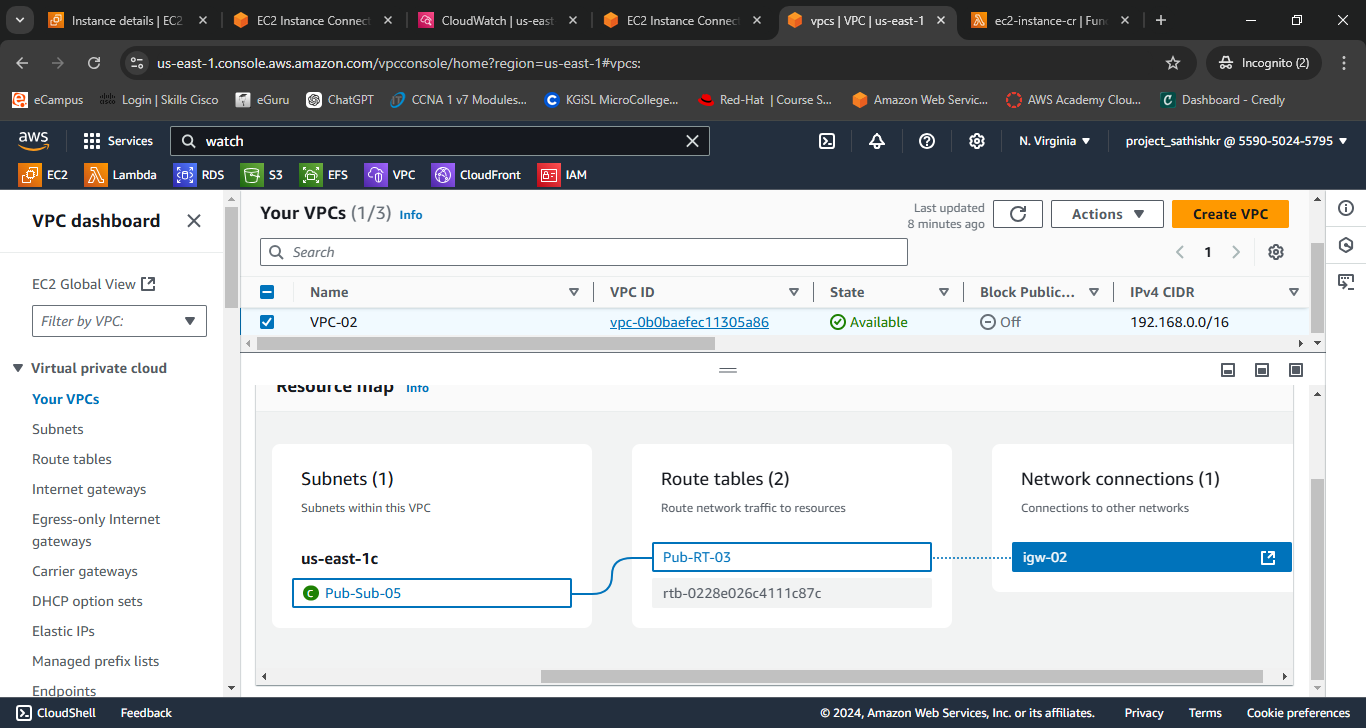 Instance details | EC2
EC2 Instance Connect
CloudWatch | us-east
EC2 Instance Connect
vpcs | VPC | us-east-1
ec2-instance-cr | Fun
us-east-1.console.aws.amazon.com/vpcconsole/home?region=us-east-1#vpcs:
Incognito (2)
eCampus
Login | Skills Cisco
eGuru
ChatGPT
CCNA 1 v7 Modules...
KGiSL MicroCollege...
Red-Hat | Course S...
Amazon Web Servic...
AWS Academy Clou...
Dashboard - Credly
aws
Services
watch
N. Virginia
project_sathishkr @ 5590-5024-5795
EC2
Lambda
RDS
S3
EFS
VPC
CloudFront
IAM
VPC dashboard
EC2 Global View
Filter by VPC:
Virtual private cloud
Your VPCs
Subnets
Route tables
Internet gateways
Egress-only Internet
gateways
Carrier gateways
DHCP option sets
Elastic IPs
Managed prefix lists
Endpoints
Your VPCs (1/3) Info
Last updated
8 minutes ago
Actions
Create VPC
Search
1
Name
VPC ID
State
Block Public...
IPv4 CIDR
VPC-02
vpc-0b0baefec11305a86
Available
Off
192.168.0.0/16
Resource map Info
Subnets (1)
Subnets within this VPC
us-east-1c
C Pub-Sub-05
Route tables (2)
Route network traffic to resources
Pub-RT-03
rtb-0228e026c4111c87c
Network connections (1)
Connections to other networks
igw-02
CloudShell
Feedback
© 2024, Amazon Web Services, Inc. or its affiliates.
Privacy
Terms
Cookie preferences